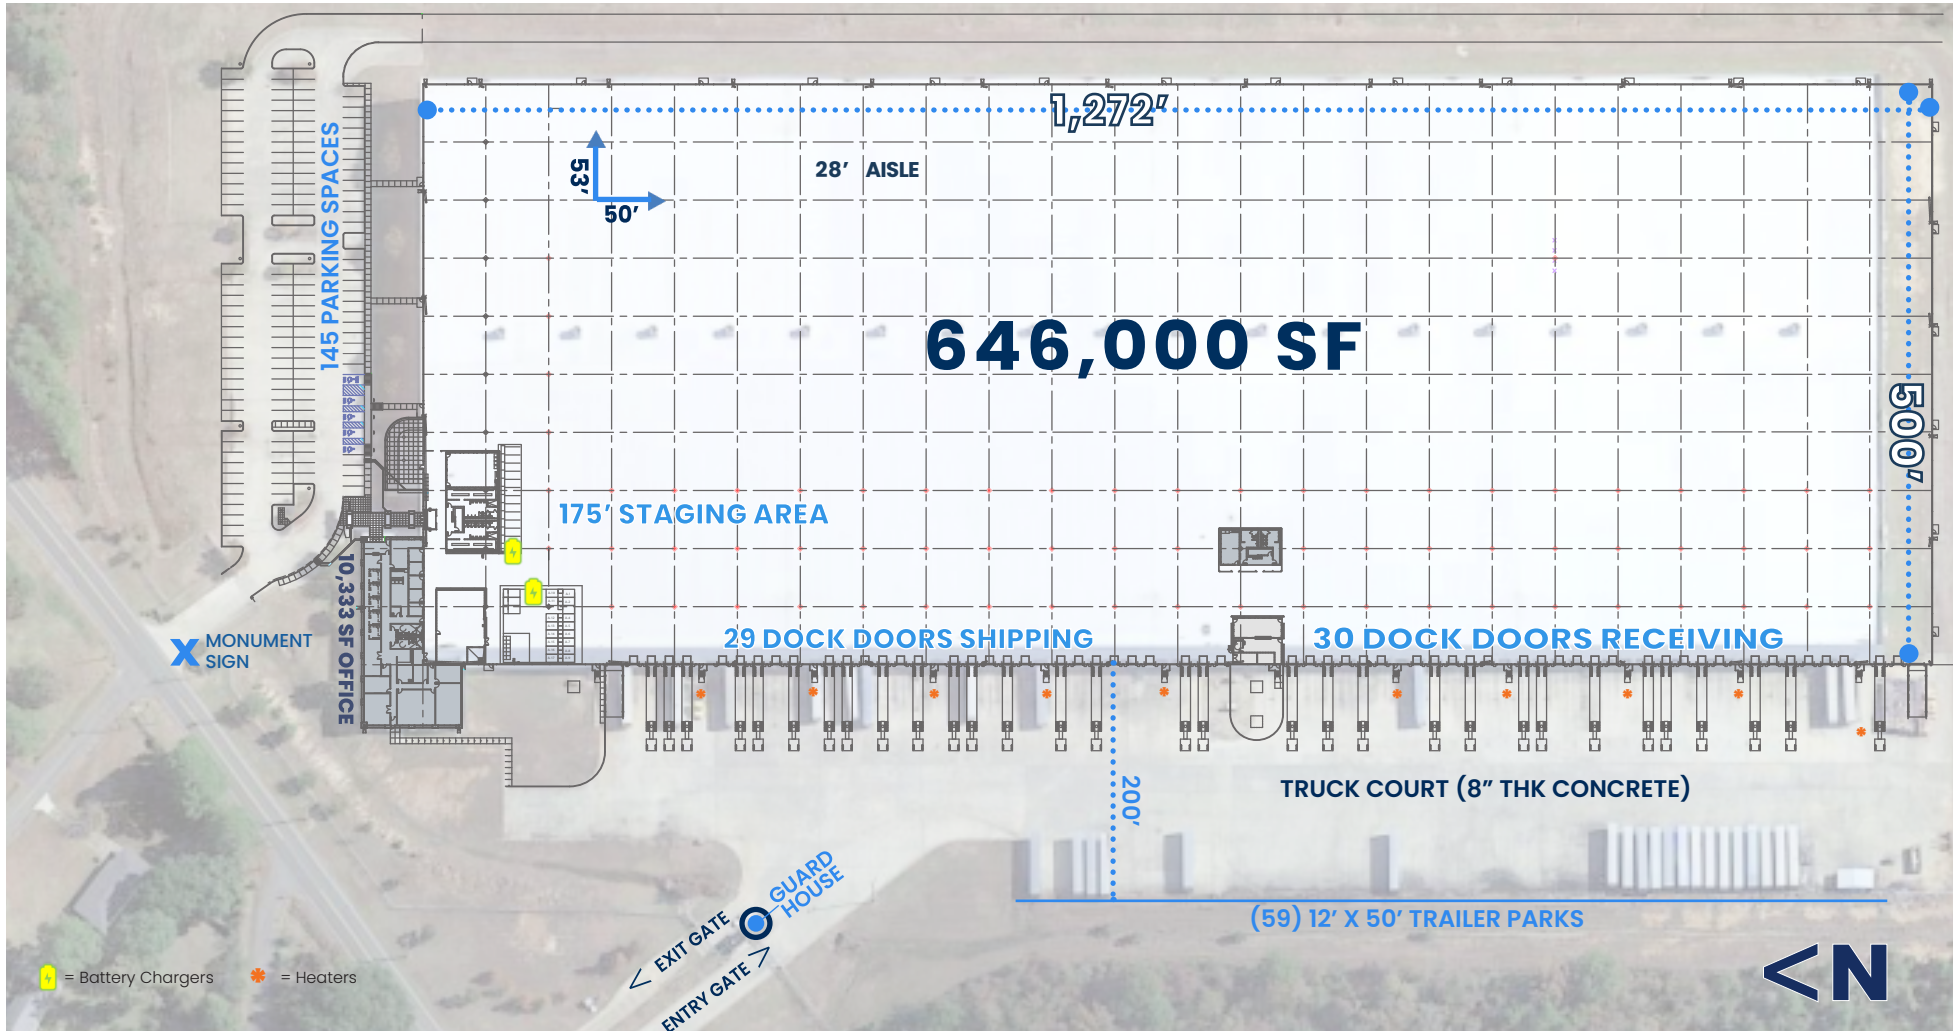 1,272’
145 PARKING SPACES
53’
50’
28’ AISLE
646,000 SF
500’
175’ STAGING AREA
10,333 SF OFFICE
X MONUMENT
SIGN
29 DOCK DOORS SHIPPING
30 DOCK DOORS RECEIVING
200’
TRUCK COURT (8” THK CONCRETE)
GUARD
HOUSE
(59) 12’ X 50’ TRAILER PARKS
< EXIT GATE
ENTRY GATE >
= Battery Chargers
= Heaters
<N